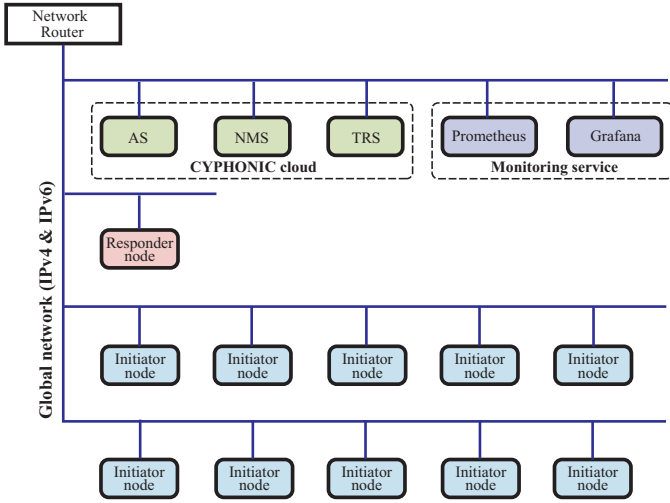 Network
Router
AS
NMS
TRS
Prometheus
Grafana
CYPHONIC cloud
Monitoring service
Global network (IPv4 & IPv6)
Responder
node
Initiator
node
Initiator
node
Initiator
node
Initiator
node
Initiator
node
Initiator
node
Initiator
node
Initiator
node
Initiator
node
Initiator
node